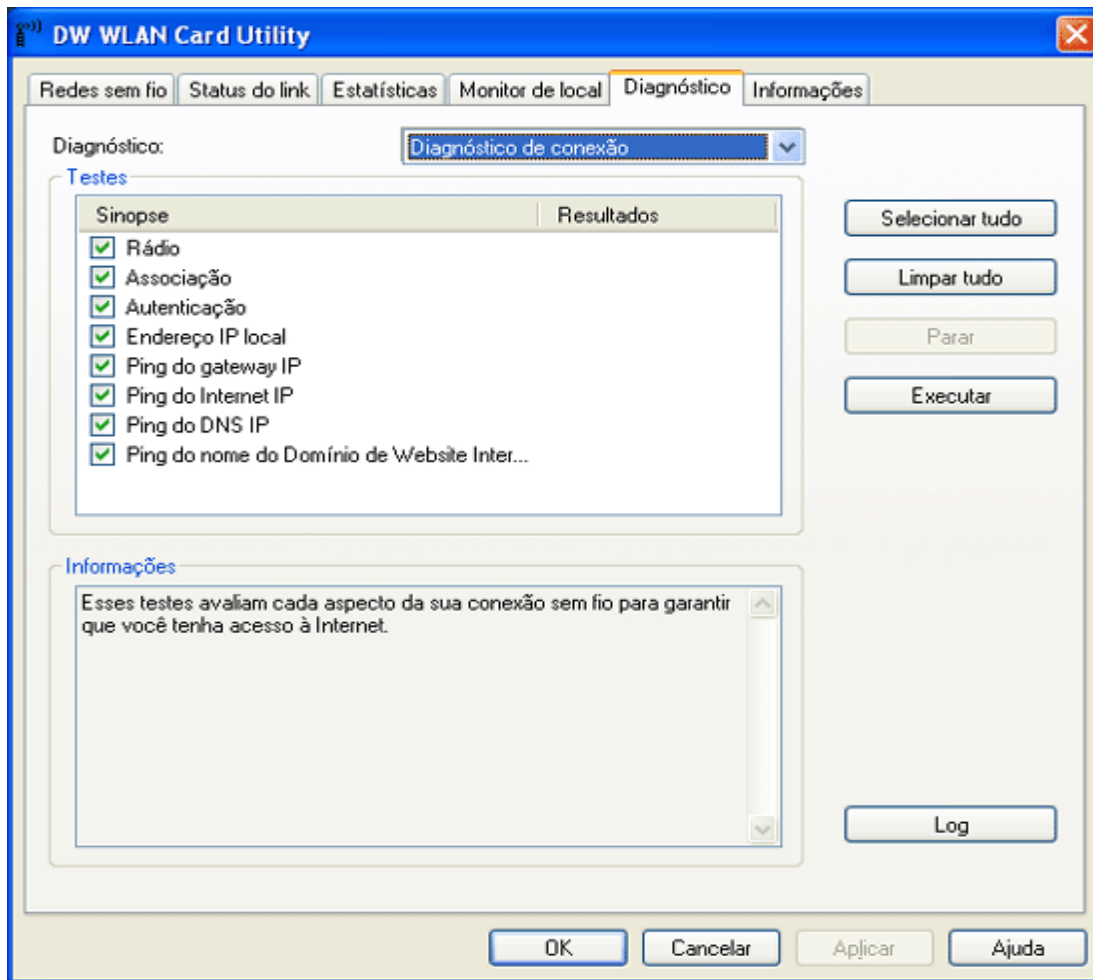 DW WLAN Card Utility
Redes sem fio Status do link Estatísticas Monitor de local Diagnóstico Informações
Diagnóstico: Diagnóstico de conexão
Testes
Sinopse Resultados
Rádio
Associação
Autenticação
Endereço IP local
Ping do gateway IP
Ping do Internet IP
Ping do DNS IP
Ping do nome do Domínio de Website Inter...
Selecionar tudo
Limpar tudo
Parar
Executar
Informações
Esses testes avaliam cada aspecto da sua conexão sem fio para garantir
que você tenha acesso à Internet.
Log
OK Cancelar Aplicar Ajuda